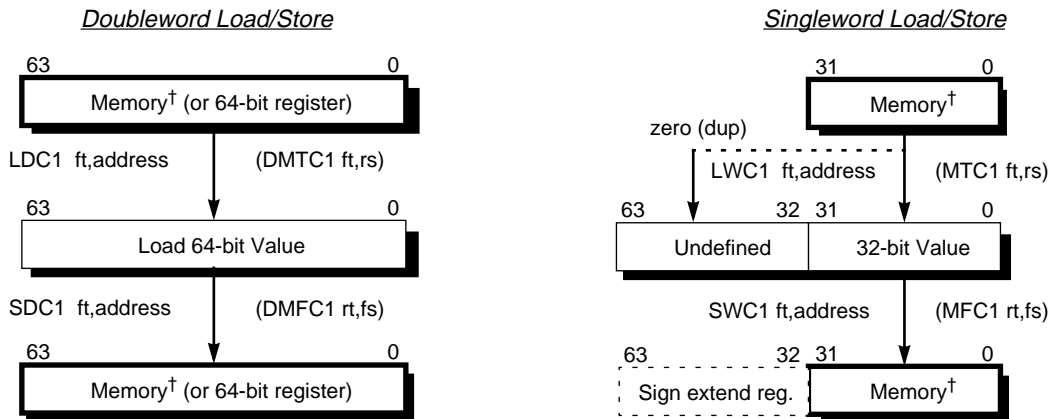 Doubleword Load/Store
63 0
Memory† (or 64-bit register)
LDC1 ft,address (DMTC1 ft,rs)
63 0
Load 64-bit Value
SDC1 ft,address (DMFC1 rt,fs)
63 0
Memory† (or 64-bit register)
Singleword Load/Store
31 0
Memory†
zero (dup)
LWC1 ft,address (MTC1 ft,rs)
63 32 31 0
Undefined 32-bit Value
SWC1 ft,address (MFC1 rt,fs)
63 32 31 0
Sign extend reg. Memory†